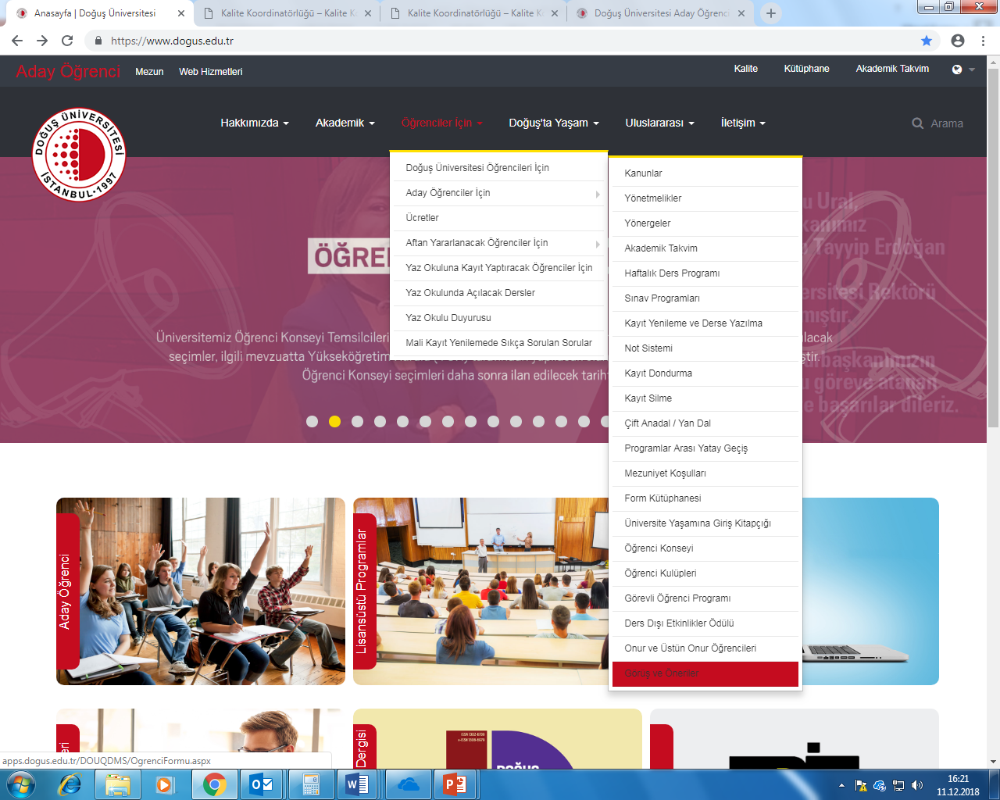 Anasayfa | Doğuş Üniversitesi
Kalite Koordinatörlüğü – Kalite K
Kalite Koordinatörlüğü – Kalite K
Doğuş Üniversitesi Aday Öğrenci
https://www.dogus.edu.tr
Aday Öğrenci
Mezun
Web Hizmetleri
Kalite
Kütüphane
Akademik Takvim
DOĞUŞ ÜNİVERSİTESİ
İSTANBUL•1997
Hakkımızda
Akademik
Öğrenciler İçin
Doğuş'ta Yaşam
Uluslararası
İletişim
Arama
Doğuş Üniversitesi Öğrencileri İçin
Aday Öğrenciler İçin
Ücretler
Aftan Yararlanacak Öğrenciler İçin
Yaz Okuluna Kayıt Yaptıracak Öğrenciler İçin
Yaz Okulunda Açılacak Dersler
Yaz Okulu Duyurusu
Mali Kayıt Yenilemede Sıkça Sorulan Sorular
Kanunlar
Yönetmelikler
Yönergeler
Akademik Takvim
Haftalık Ders Programı
Sınav Programları
Kayıt Yenileme ve Derse Yazılma
Not Sistemi
Kayıt Dondurma
Kayıt Silme
Çift Anadal / Yan Dal
Programlar Arası Yatay Geçiş
Mezuniyet Koşulları
Form Kütüphanesi
Üniversite Yaşamına Giriş Kitapçığı
Öğrenci Konseyi
Öğrenci Kulüpleri
Görevli Öğrenci Programı
Ders Dışı Etkinlikler Ödülü
Onur ve Üstün Onur Öğrencileri
Görüş ve Öneriler
ÖĞRE
Üniversitemiz Öğrenci Konseyi Temsilcileri
seçimler, ilgili mevzuatta Yükseköğretim
Öğrenci Konseyi seçimleri daha sonra ilan edilecek tariht
u Ural,
kanımız
Tayyip Erdoğan
ersitesi Rektörü
mıştır.
başkanımızın
u göreve atanan
e başarılar dileriz.
Aday Öğrenci
Lisansüstü Programlar
eri
Dergisi
DOĞUŞ
apps.dogus.edu.tr/DOUQDMS/OgrenciFormu.aspx
16:21
11.12.2018